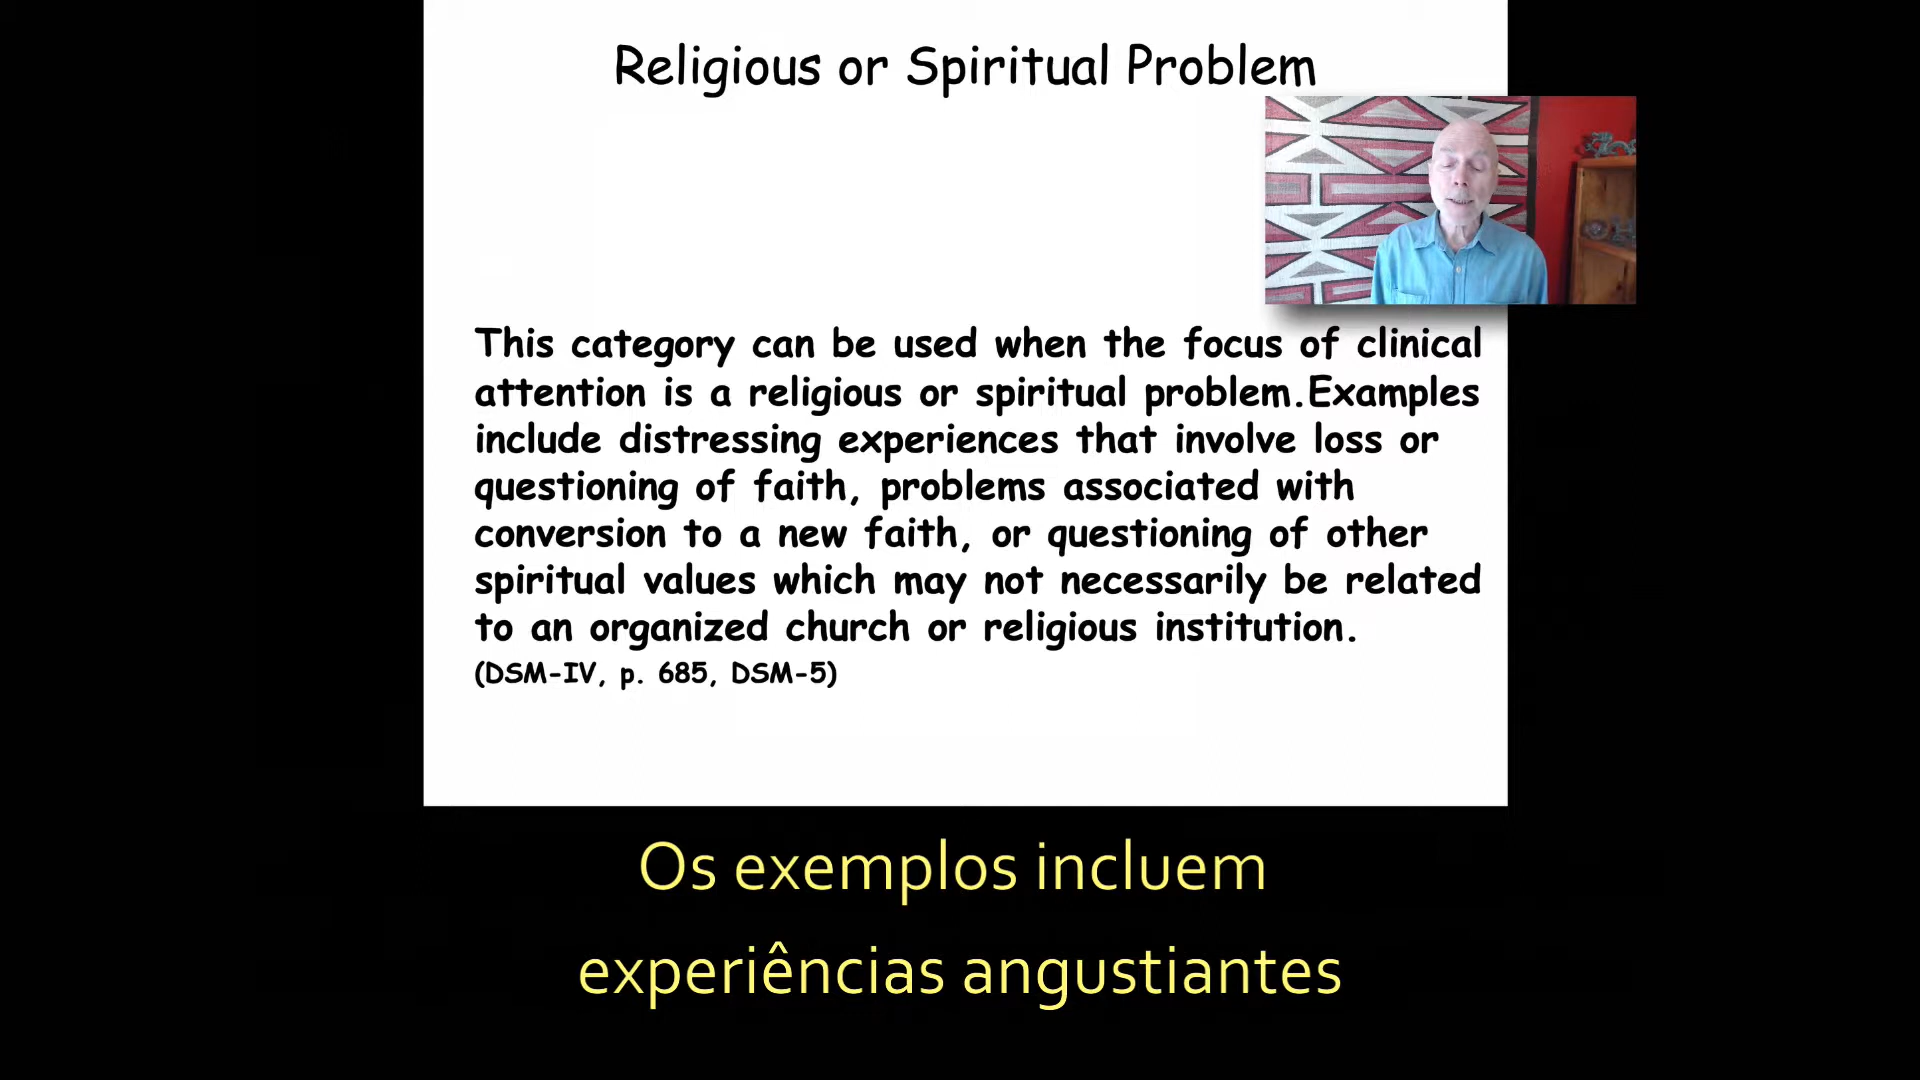 Religious or Spiritual Problem
This category can be used when the focus of clinical
attention is a religious or spiritual problem.Examples
include distressing experiences that involve loss or
questioning of faith, problems associated with
conversion to a new faith, or questioning of other
spiritual values which may not necessarily be related
to an organized church or religious institution.
(DSM-IV, p. 685, DSM-5)
Os exemplos incluem
experiências angustiantes